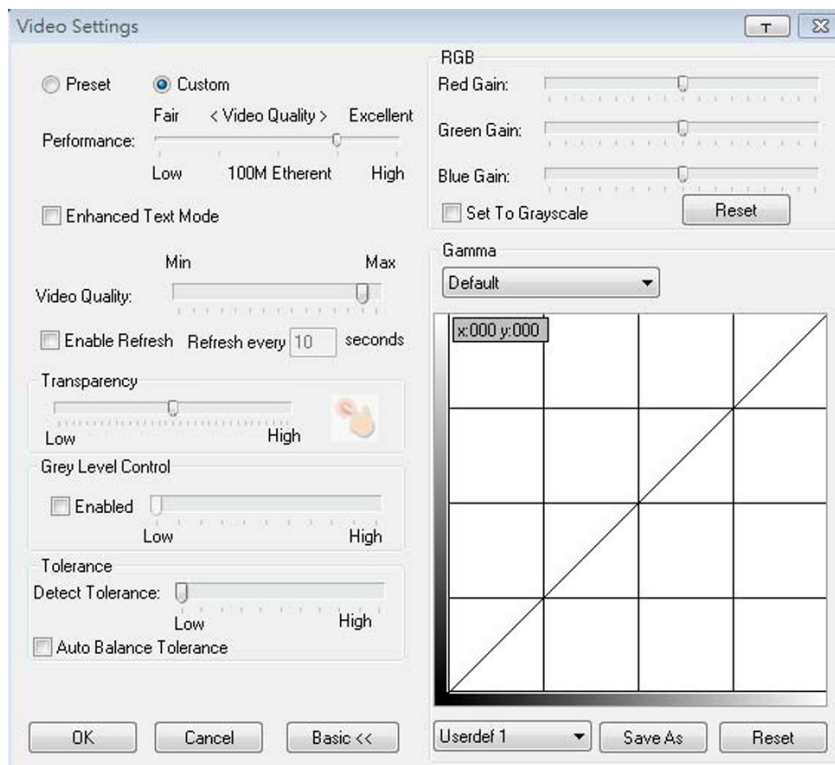 Video Settings
Preset Custom
Fair < Video Quality > Excellent
Performance:
Low 100M Etherent High
Enhanced Text Mode
Min Max
Video Quality:
Enable Refresh Refresh every 10 seconds
Transparency
Low High
Grey Level Control
Enabled
Low High
Tolerance
Detect Tolerance:
Low High
Auto Balance Tolerance
OK Cancel Basic <<
RGB
Red Gain:
Green Gain:
Blue Gain:
Set To Grayscale Reset
Gamma
Default
x:000 y:000
Userdef 1 Save As Reset